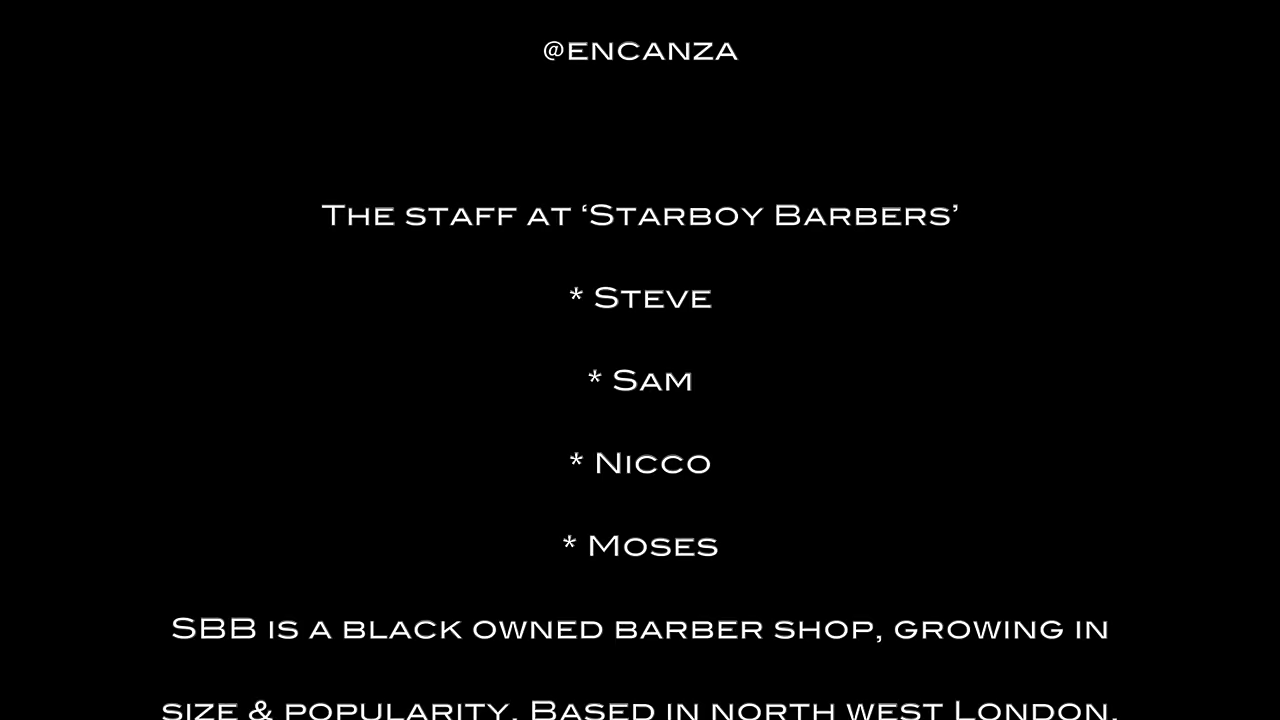 @ENCANZA
The staff at ‘Starboy Barbers’
* Steve
* Sam
* Nicco
* Moses
SBB is a black owned barber shop, growing in
size & popularity. Based in north west London,